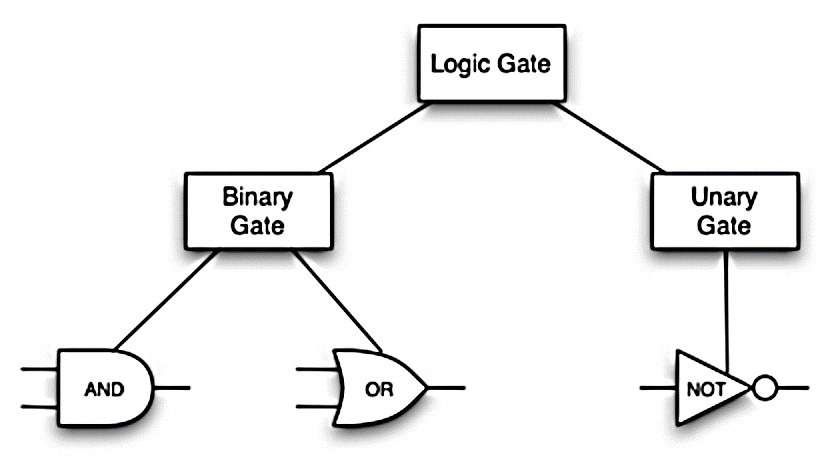 Logic Gate
Binary
Gate
Unary
Gate
AND
OR
NOT